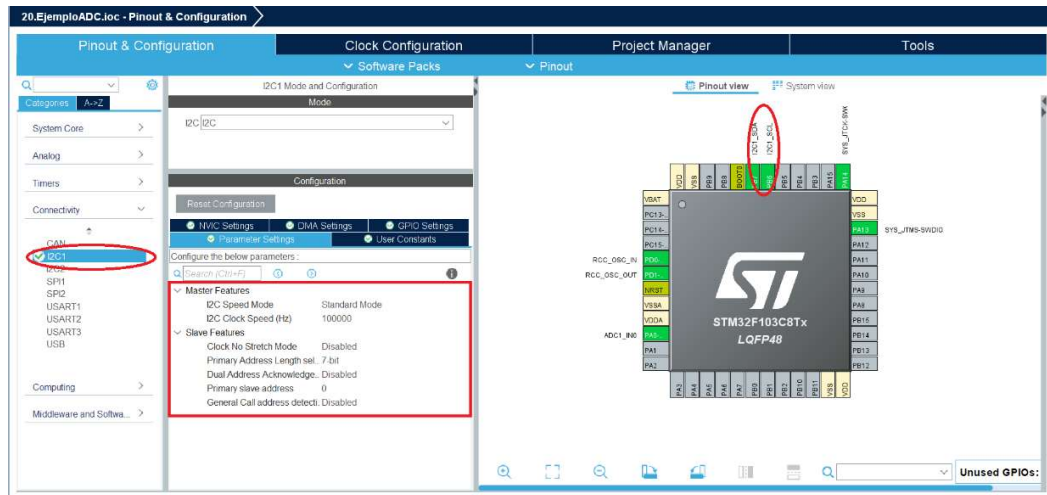 20.EjemploADC.ioc - Pinout & Configuration
Pinout & Configuration
Clock Configuration
Project Manager
Tools
Software Packs
Pinout
Categories A->Z
System Core
Analog
Timers
Connectivity
CAN
I2C1
I2C2
SPI1
SPI2
USART1
USART2
USART3
USB
Computing
Middleware and Softwa...
I2C1 Mode and Configuration
Mode
I2C I2C
Configuration
Reset Configuration
NVIC Settings
DMA Settings
GPIO Settings
Parameter Settings
User Constants
Configure the below parameters :
Search (Ctrl+F)
Master Features
I2C Speed Mode Standard Mode
I2C Clock Speed (Hz) 100000
Slave Features
Clock No Stretch Mode Disabled
Primary Address Length sel.. 7-bit
Dual Address Acknowledge.. Disabled
Primary slave address 0
General Call address detecti. Disabled
Pinout view
System view
I2C1_SDA
I2C1_SCL
SYS_JTCK-SWK
VDD
VSS
PB9
PB8
BOOT0
PB6
PB5
PB4
PB3
PA15
PA14
VBAT
PC13-.
PC14-.
PC15-.
RCC_OSC_IN PD0-.
RCC_OSC_OUT PD1-.
NRST
VSSA
VDDA
ADC1_IN0 PA0-.
PA1
PA2
VDD
VSS
PA13 SYS_JTMS-SWDIO
PA12
PA11
PA10
PA9
PA8
PB15
PB14
PB13
PB12
STM32F103C8Tx
LQFP48
PA3
PA4
PA5
PA6
PA7
PB0
PB1
PB2
PB10
PB11
VSS
VDD
Unused GPIOs: